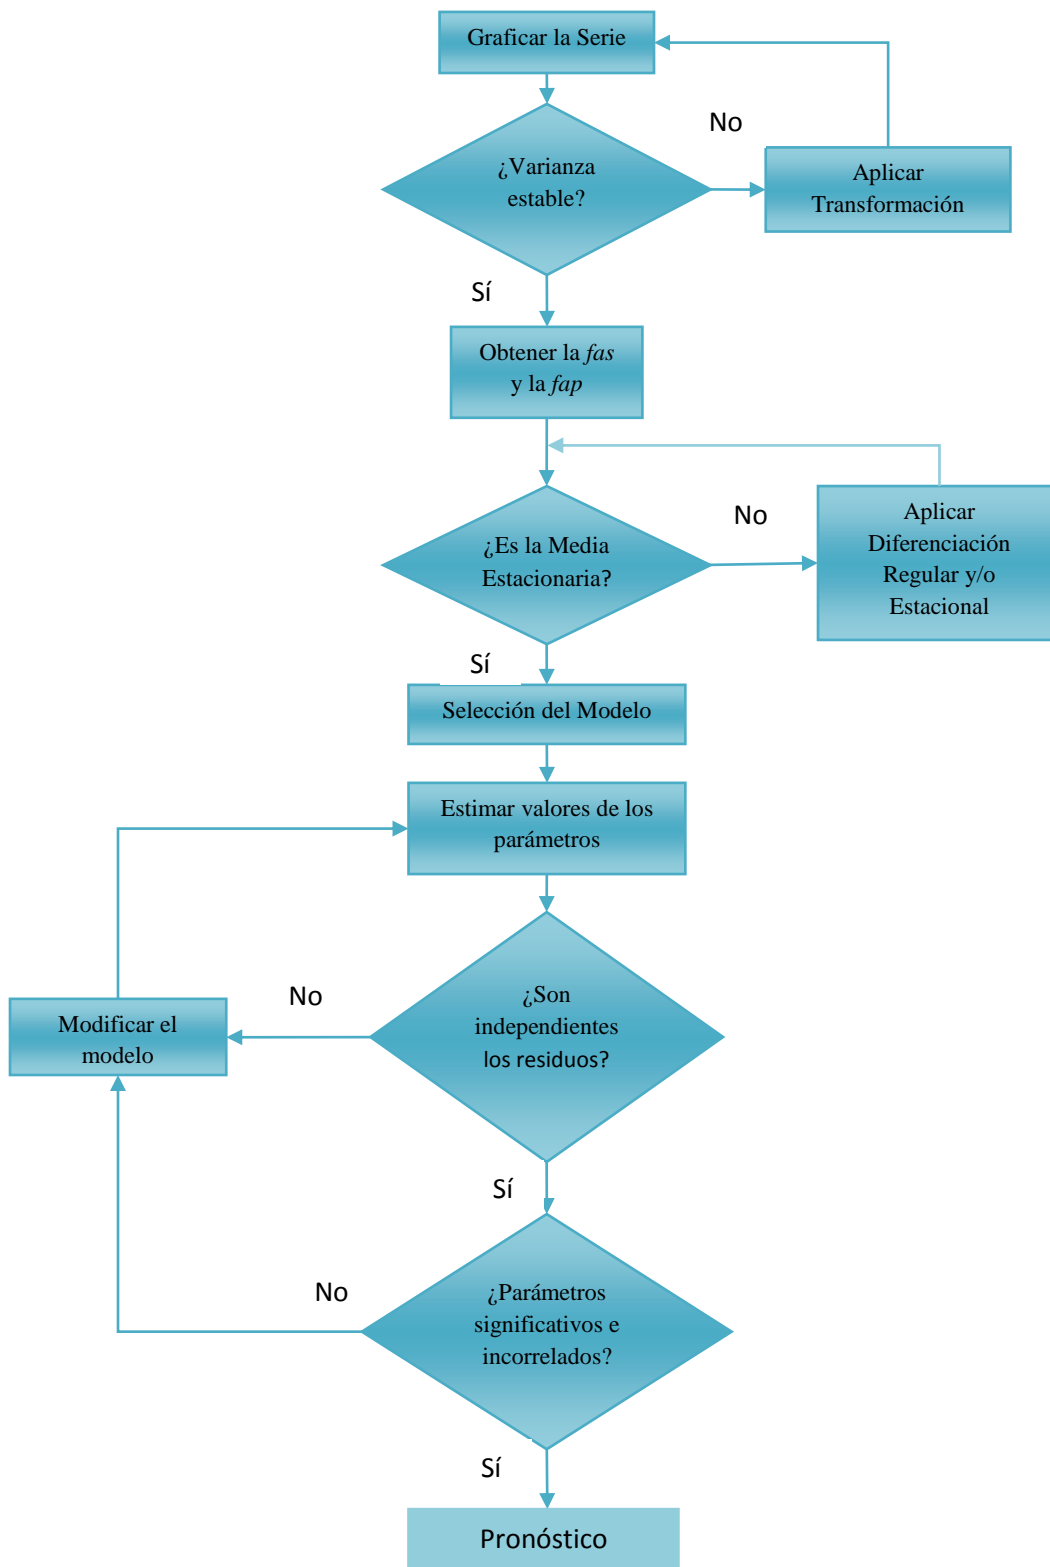 Graficar la Serie
No
¿Varianza
estable?
Aplicar
Transformación
Sí
Obtener la fas
y la fap
No
¿Es la Media
Estacionaria?
Aplicar
Diferenciación
Regular y/o
Estacional
Sí
Selección del Modelo
Estimar valores de los
parámetros
No
¿Son
independientes
los residuos?
Modificar el
modelo
Sí
No
¿Parámetros
significativos e
incorrelados?
Sí
Pronóstico